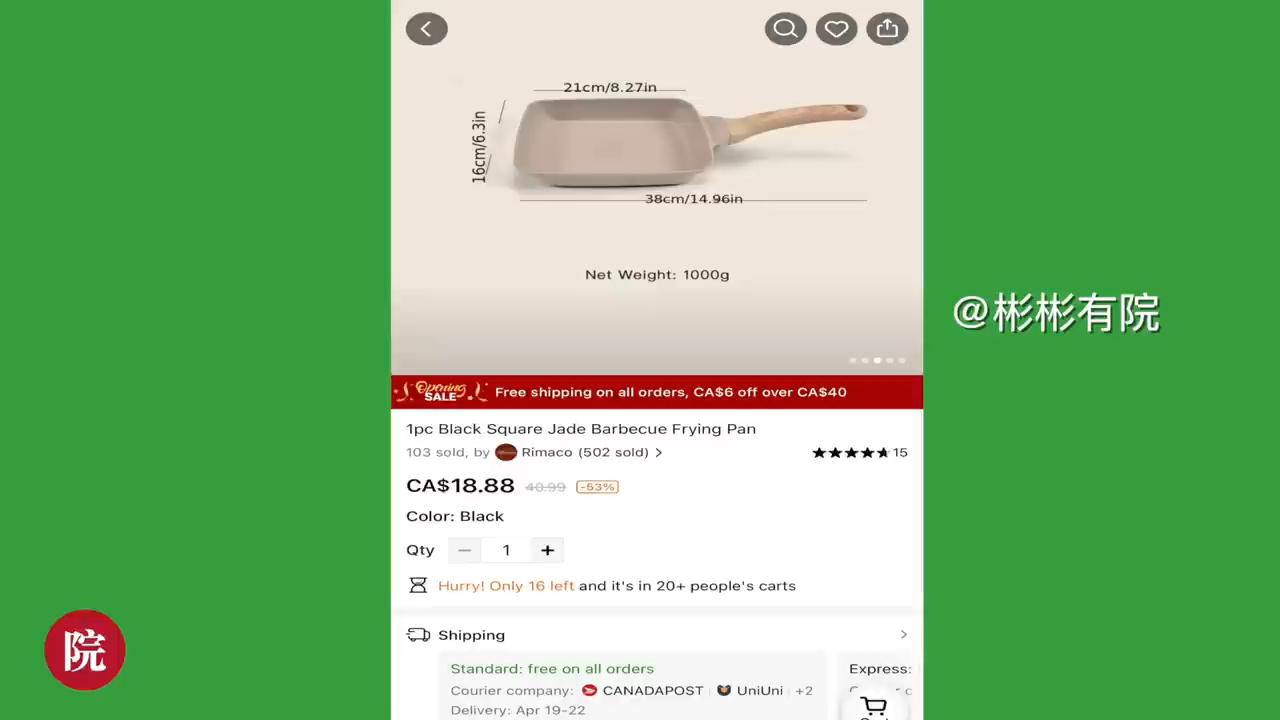 21cm/8.27in
16cm/6.3in
38cm/14.96in
Net Weight: 1000g
@彬彬有院
Opening
SALE
Free shipping on all orders, CA$6 off over CA$40
1pc Black Square Jade Barbecue Frying Pan
103 sold, by Rimaco (502 sold) >
15
CA$18.88 40.99 -53%
Color: Black
Qty − 1 +
Hurry! Only 16 left and it's in 20+ people's carts
Shipping
Standard: free on all orders
Express:
Courier company: CANADAPOST UniUni +2
Delivery: Apr 19-22
院